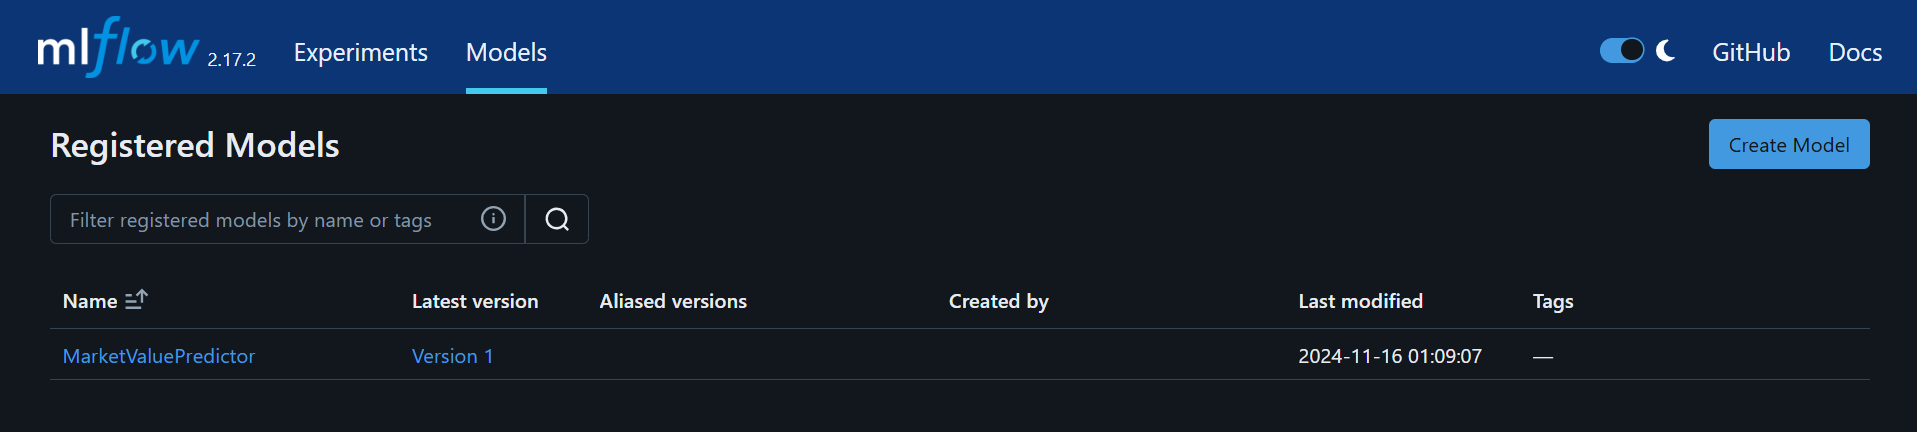 mlflow 2.17.2 Experiments Models GitHub Docs
Registered Models Create Model
Filter registered models by name or tags
Name Latest version Aliased versions Created by Last modified Tags
MarketValuePredictor Version 1 2024-11-16 01:09:07 —